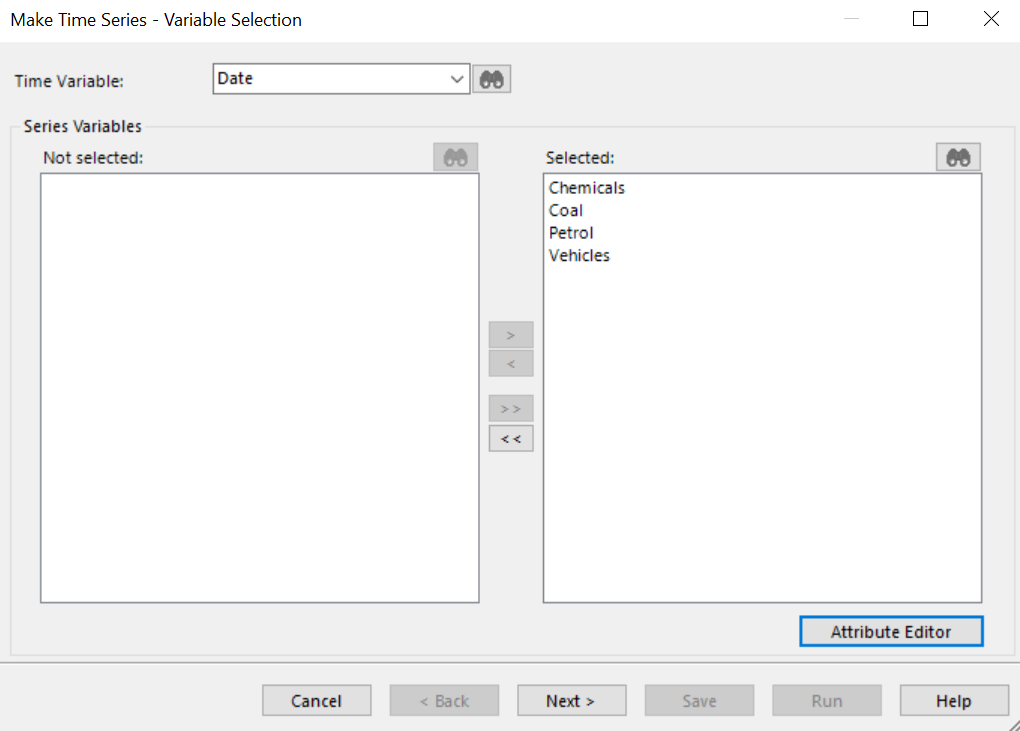 Make Time Series - Variable Selection
Time Variable:
Date
Series Variables
Not selected:
Selected:
Chemicals
Coal
Petrol
Vehicles
>
<
>>
<<
Attribute Editor
Cancel
< Back
Next >
Save
Run
Help